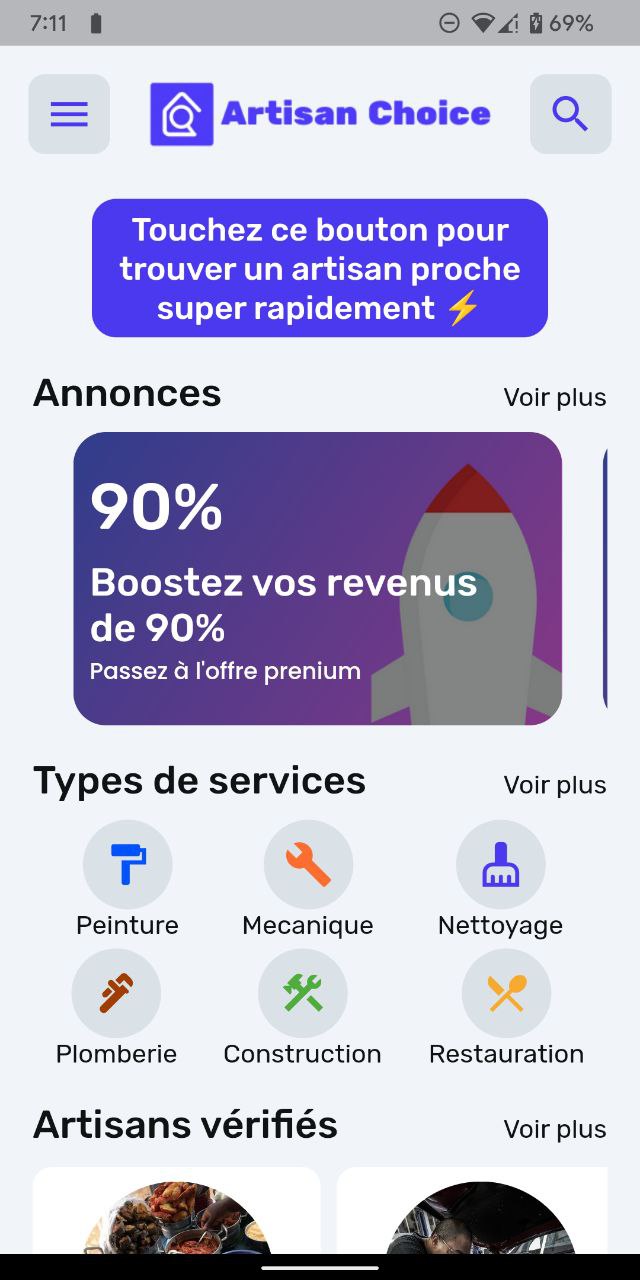 7:11
69%
Artisan Choice
Touchez ce bouton pour
trouver un artisan proche
super rapidement ⚡
Annonces
Voir plus
90%
Boostez vos revenus
de 90%
Passez à l'offre prenium
Types de services
Voir plus
Peinture
Mecanique
Nettoyage
Plomberie
Construction
Restauration
Artisans vérifiés
Voir plus